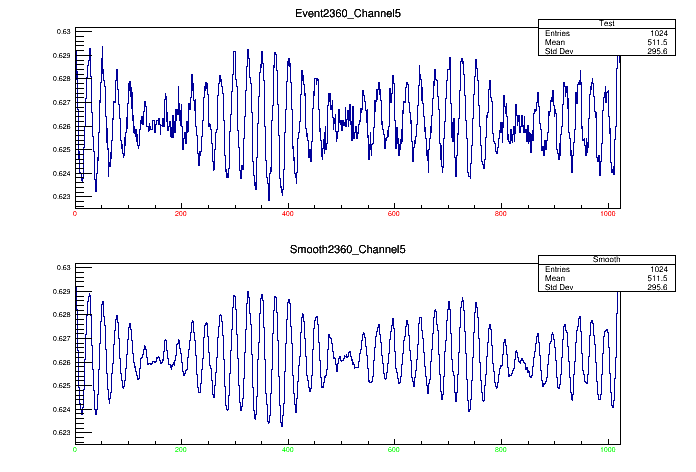 Event2360_Channel5
Test
Entries 1024
Mean 511.5
Std Dev 295.6
0.63
0.629
0.628
0.627
0.626
0.625
0.624
0.623
0 200 400 600 800 1000
Smooth2360_Channel5
Smooth
Entries 1024
Mean 511.5
Std Dev 295.6
0.63
0.629
0.628
0.627
0.626
0.625
0.624
0.623
0 200 400 600 800 1000